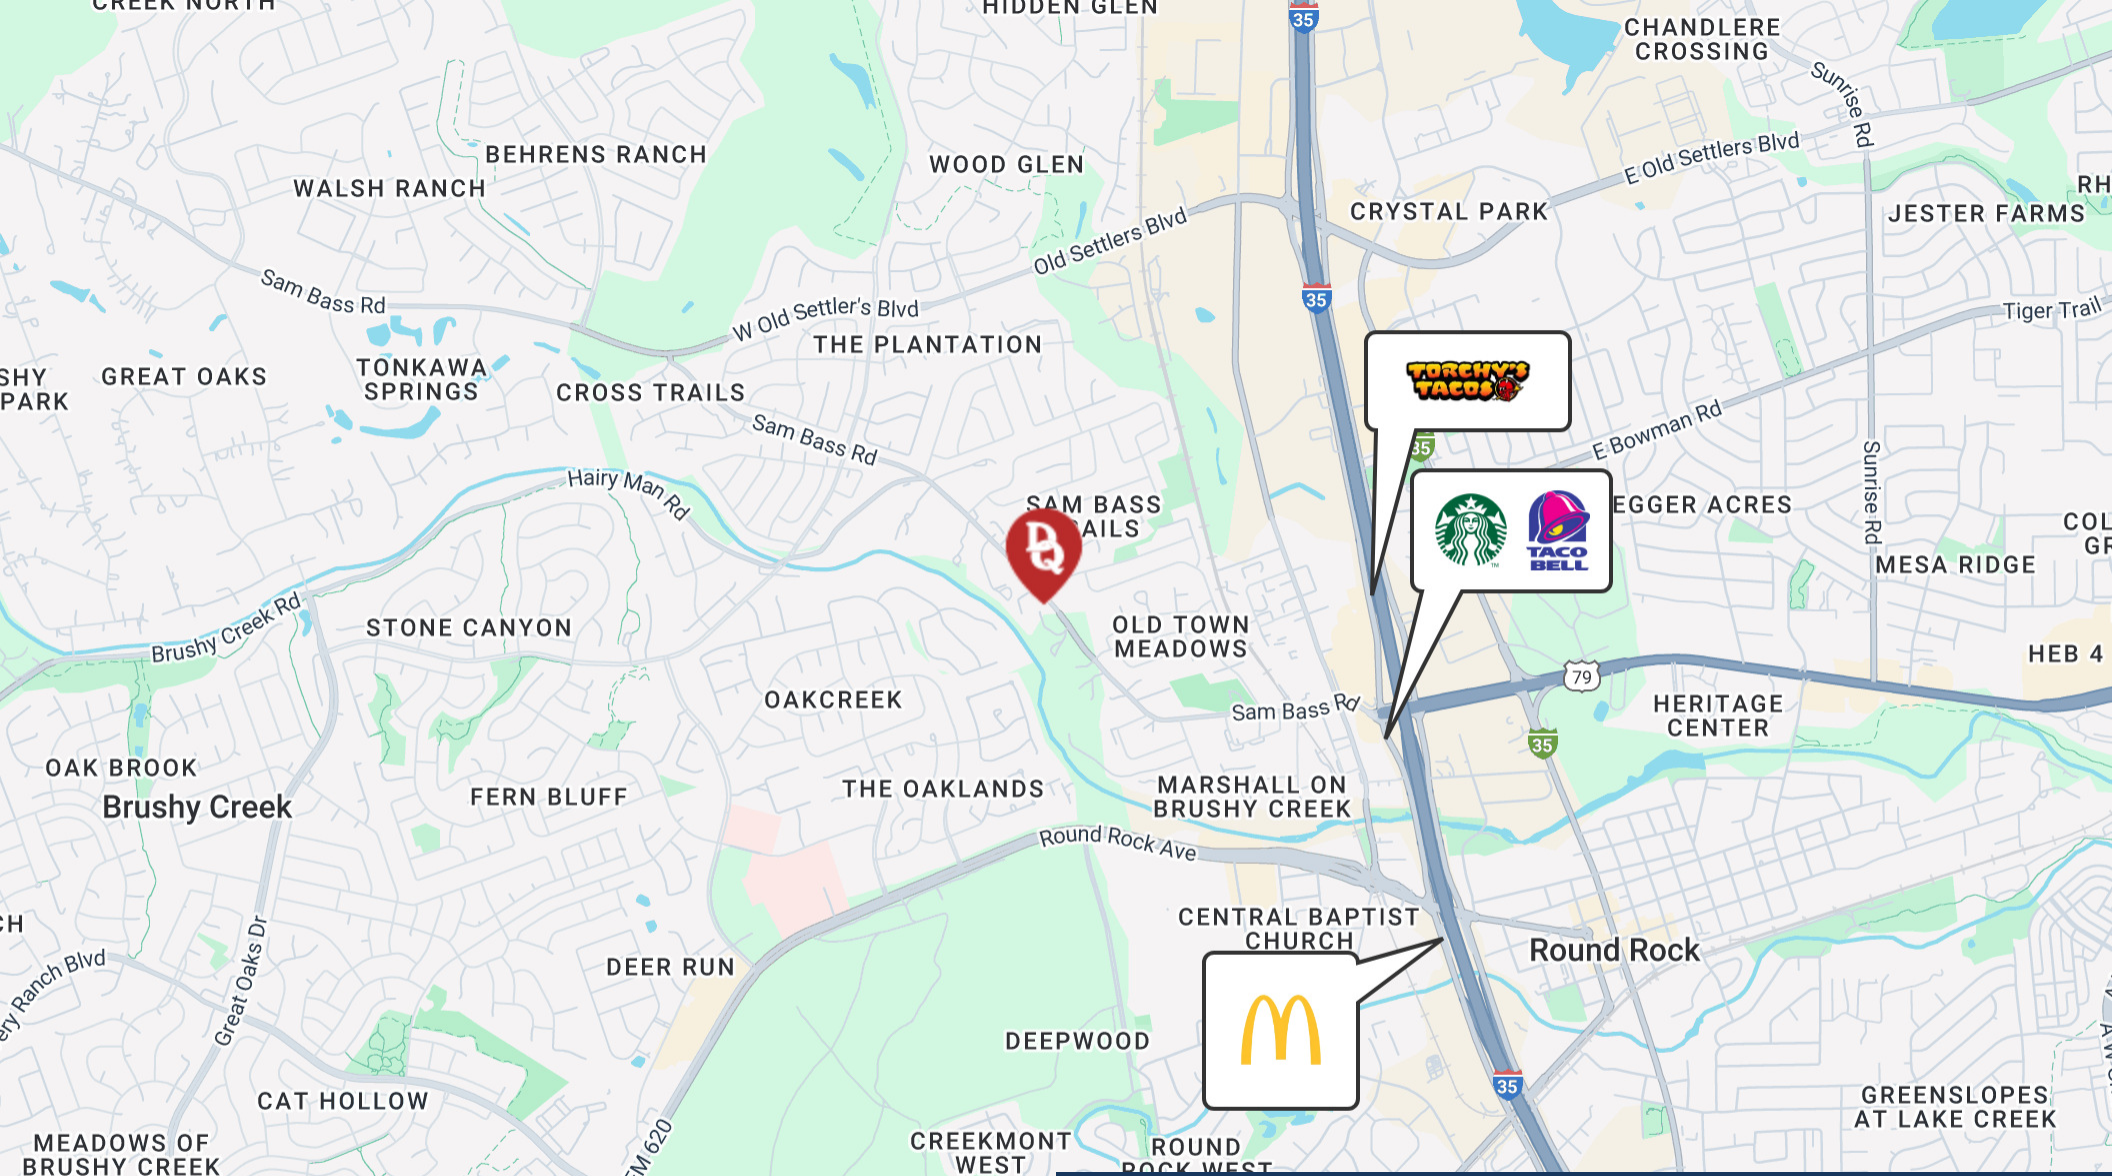 CREEK NORTH
HIDDEN GLEN
35
CHANDLERE
CROSSING
Sunrise Rd
BEHRENS RANCH
WALSH RANCH
WOOD GLEN
E Old Settlers Blvd
CRYSTAL PARK
RH
JESTER FARMS
Old Settlers Blvd
Sam Bass Rd
W Old Settler's Blvd
35
Tiger Trail
THE PLANTATION
SHY
PARK
GREAT OAKS
TONKAWA
SPRINGS
CROSS TRAILS
TORCHY'S
TACOS
Sam Bass Rd
35
E Bowman Rd
Sunrise Rd
Hairy Man Rd
SAM BASS
AILS
DQ
TM
TACO
BELL
EGGER ACRES
COL
GR
MESA RIDGE
Brushy Creek Rd
STONE CANYON
OLD TOWN
MEADOWS
HEB 4
79
OAKCREEK
Sam Bass Rd
HERITAGE
CENTER
35
OAK BROOK
Brushy Creek
FERN BLUFF
THE OAKLANDS
MARSHALL ON
BRUSHY CREEK
Round Rock Ave
CH
CENTRAL BAPTIST
CHURCH
Round Rock
ery Ranch Blvd
Great Oaks Dr
DEER RUN
DEEPWOOD
35
CAT HOLLOW
GREENSLOPES
AT LAKE CREEK
MEADOWS OF
BRUSHY CREEK
FM 620
CREEKMONT
WEST
ROUND
ROCK WEST